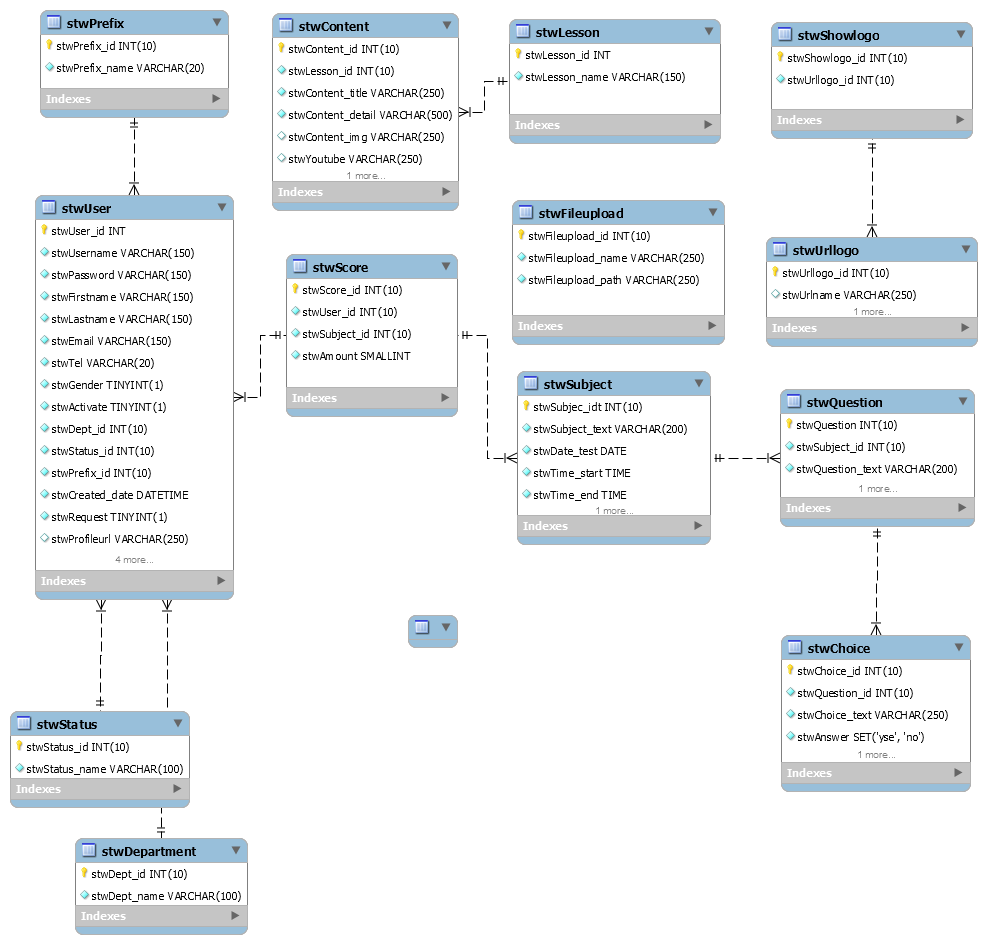 stwPrefix
stwPrefix_id INT(10)
stwPrefix_name VARCHAR(20)
Indexes
stwContent
stwContent_id INT(10)
stwLesson_id INT(10)
stwContent_title VARCHAR(250)
stwContent_detail VARCHAR(500)
stwContent_img VARCHAR(250)
stwYoutube VARCHAR(250)
1 more...
Indexes
stwLesson
stwLesson_id INT
stwLesson_name VARCHAR(150)
Indexes
stwShowlogo
stwShowlogo_id INT(10)
stwUrllogo_id INT(10)
Indexes
stwUser
stwUser_id INT
stwUsername VARCHAR(150)
stwPassword VARCHAR(150)
stwFirstname VARCHAR(150)
stwLastname VARCHAR(150)
stwEmail VARCHAR(150)
stwTel VARCHAR(20)
stwGender TINYINT(1)
stwActivate TINYINT(1)
stwDept_id INT(10)
stwStatus_id INT(10)
stwPrefix_id INT(10)
stwCreated_date DATETIME
stwRequest TINYINT(1)
stwProfileurl VARCHAR(250)
4 more...
Indexes
stwScore
stwScore_id INT(10)
stwUser_id INT(10)
stwSubject_id INT(10)
stwAmount SMALLINT
Indexes
stwFileupload
stwFileupload_id INT(10)
stwFileupload_name VARCHAR(250)
stwFileupload_path VARCHAR(250)
Indexes
stwUrllogo
stwUrllogo_id INT(10)
stwUrlname VARCHAR(250)
1 more...
Indexes
stwSubject
stwSubjec_idt INT(10)
stwSubject_text VARCHAR(200)
stwDate_test DATE
stwTime_start TIME
stwTime_end TIME
1 more...
Indexes
stwQuestion
stwQuestion INT(10)
stwSubject_id INT(10)
stwQuestion_text VARCHAR(200)
1 more...
Indexes
stwChoice
stwChoice_id INT(10)
stwQuestion_id INT(10)
stwChoice_text VARCHAR(250)
stwAnswer SET('yse', 'no')
1 more...
Indexes
stwStatus
stwStatus_id INT(10)
stwStatus_name VARCHAR(100)
Indexes
stwDepartment
stwDept_id INT(10)
stwDept_name VARCHAR(100)
Indexes